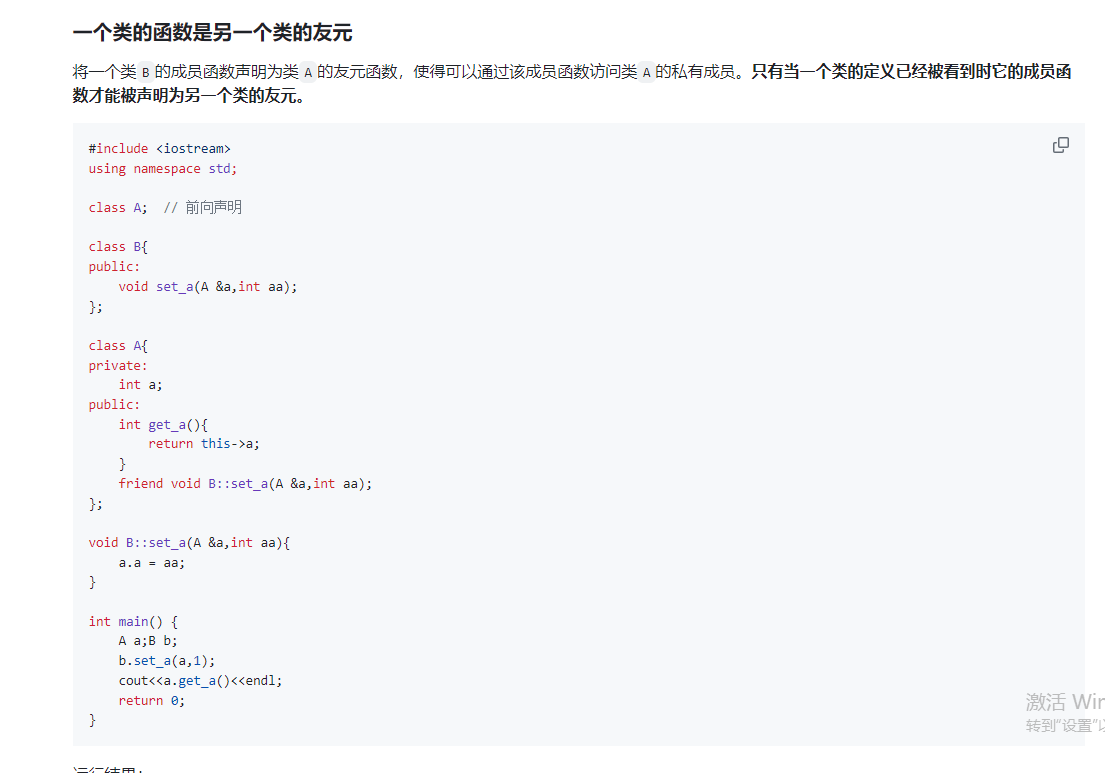 一个类的函数是另一个类的友元
将一个类 B 的成员函数声明为类 A 的友元函数，使得可以通过该成员函数访问类 A 的私有成员。只有当一个类的定义已经被看到时它的成员函
数才能被声明为另一个类的友元。
#include <iostream>
using namespace std;
class A;  // 前向声明
class B{
public:
    void set_a(A &a,int aa);
};
class A{
private:
    int a;
public:
    int get_a(){
        return this->a;
    }
    friend void B::set_a(A &a,int aa);
};
void B::set_a(A &a,int aa){
    a.a = aa;
}
int main() {
    A a;B b;
    b.set_a(a,1);
    cout<<a.get_a()<<endl;
    return 0;
}
激活 Win
转到“设置”以
运行结果：